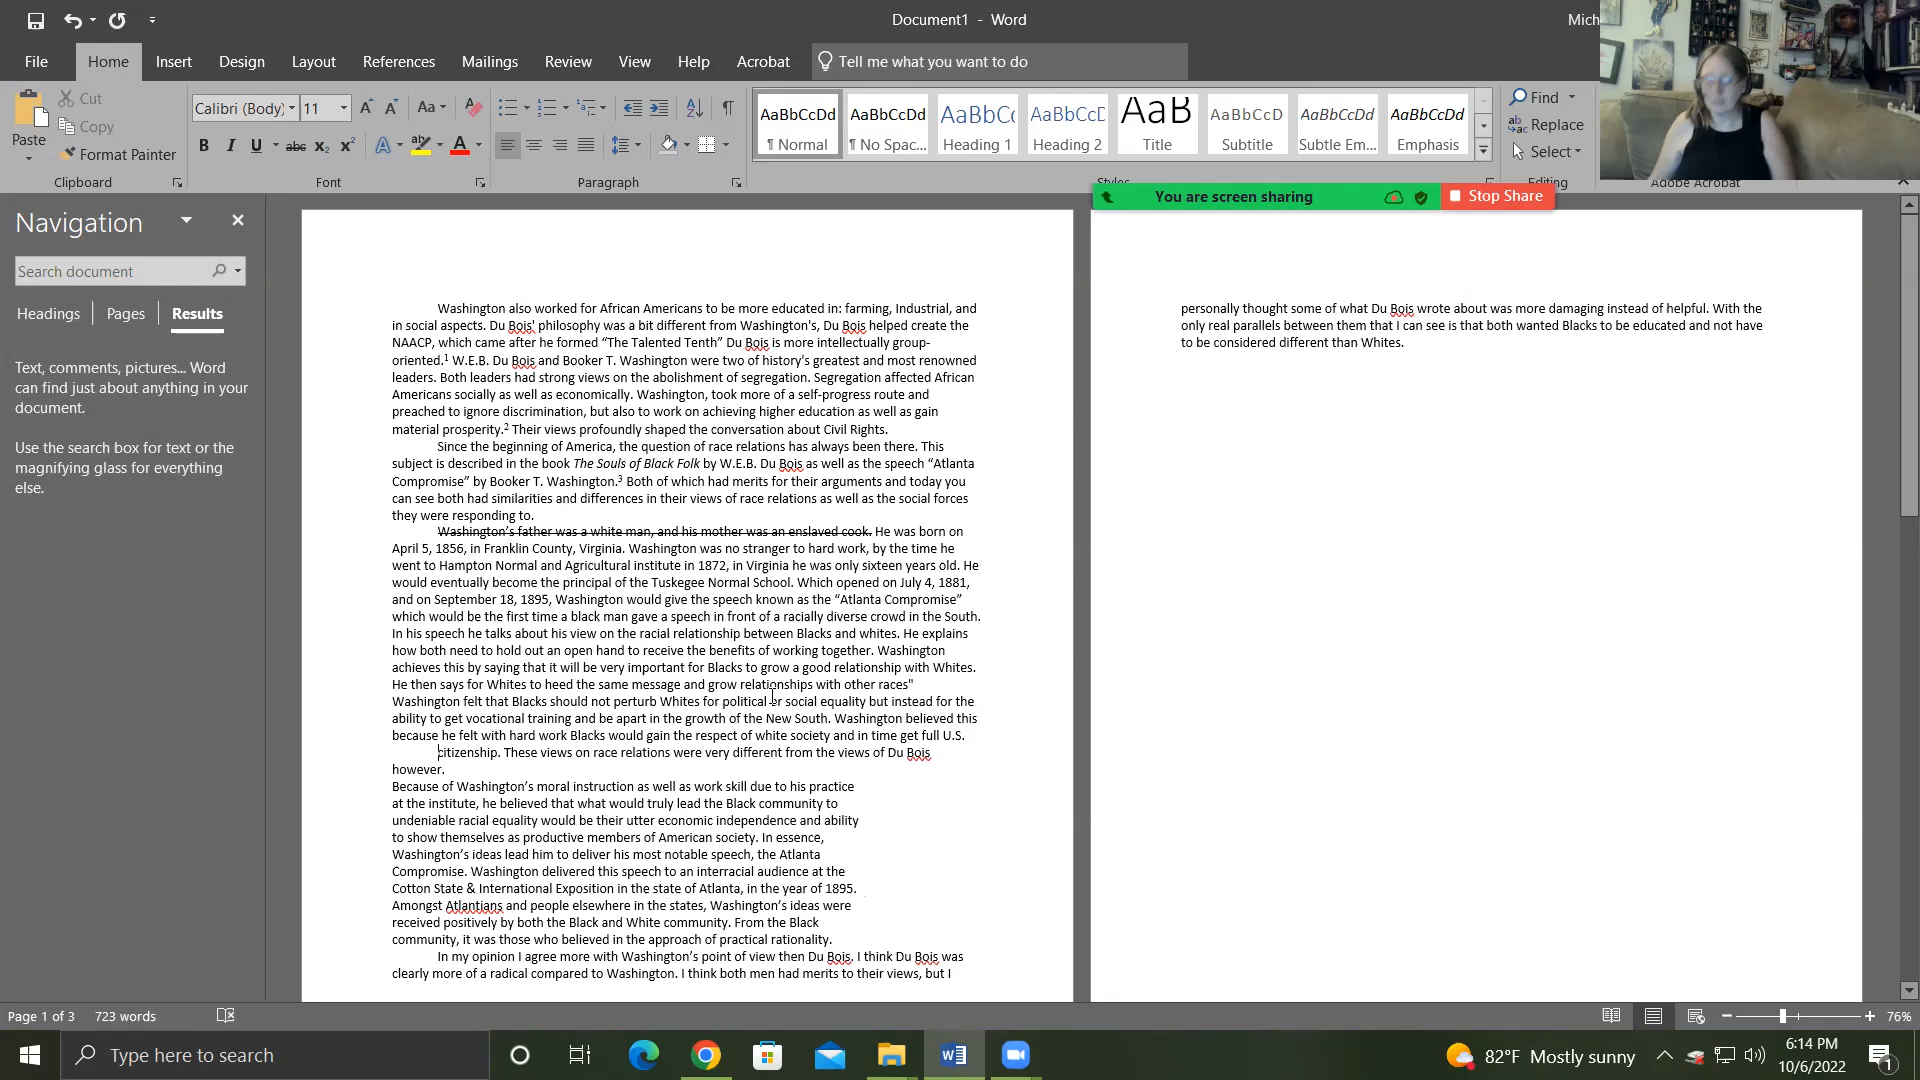 Document1 - Word
Mich
File Home Insert Design Layout References Mailings Review View Help Acrobat Tell me what you want to do
Paste
Cut
Copy
Format Painter
Clipboard
Calibri (Body) 11
Aa
B I U abc x₂ x² A A
Font
Paragraph
AaBbCcDd AaBbCcDd AaBbC AaBbCcD AaB AaBbCcD AaBbCcDd AaBbCcDd
¶ Normal ¶ No Spac... Heading 1 Heading 2 Title Subtitle Subtle Em... Emphasis
Styles
Find
Replace
Select
Editing
Adobe Acrobat
You are screen sharing
Stop Share
Navigation
Search document
Headings Pages Results
Text, comments, pictures... Word
can find just about anything in your
document.
Use the search box for text or the
magnifying glass for everything
else.
Washington also worked for African Americans to be more educated in: farming, Industrial, and
in social aspects. Du Bois' philosophy was a bit different from Washington's, Du Bois helped create the
NAACP, which came after he formed “The Talented Tenth” Du Bois is more intellectually group-
oriented.¹ W.E.B. Du Bois and Booker T. Washington were two of history's greatest and most renowned
leaders. Both leaders had strong views on the abolishment of segregation. Segregation affected African
Americans socially as well as economically. Washington, took more of a self-progress route and
preached to ignore discrimination, but also to work on achieving higher education as well as gain
material prosperity.² Their views profoundly shaped the conversation about Civil Rights.
Since the beginning of America, the question of race relations has always been there. This
subject is described in the book The Souls of Black Folk by W.E.B. Du Bois as well as the speech “Atlanta
Compromise” by Booker T. Washington.³ Both of which had merits for their arguments and today you
can see both had similarities and differences in their views of race relations as well as the social forces
they were responding to.
Washington’s father was a white man, and his mother was an enslaved cook. He was born on
April 5, 1856, in Franklin County, Virginia. Washington was no stranger to hard work, by the time he
went to Hampton Normal and Agricultural institute in 1872, in Virginia he was only sixteen years old. He
would eventually become the principal of the Tuskegee Normal School. Which opened on July 4, 1881,
and on September 18, 1895, Washington would give the speech known as the “Atlanta Compromise”
which would be the first time a black man gave a speech in front of a racially diverse crowd in the South.
In his speech he talks about his view on the racial relationship between Blacks and whites. He explains
how both need to hold out an open hand to receive the benefits of working together. Washington
achieves this by saying that it will be very important for Blacks to grow a good relationship with Whites.
He then says for Whites to heed the same message and grow relationships with other races"
Washington felt that Blacks should not perturb Whites for political or social equality but instead for the
ability to get vocational training and be apart in the growth of the New South. Washington believed this
because he felt with hard work Blacks would gain the respect of white society and in time get full U.S.
citizenship. These views on race relations were very different from the views of Du Bois
however.
Because of Washington’s moral instruction as well as work skill due to his practice
at the institute, he believed that what would truly lead the Black community to
undeniable racial equality would be their utter economic independence and ability
to show themselves as productive members of American society. In essence,
Washington’s ideas lead him to deliver his most notable speech, the Atlanta
Compromise. Washington delivered this speech to an interracial audience at the
Cotton State & International Exposition in the state of Atlanta, in the year of 1895.
Amongst Atlantians and people elsewhere in the states, Washington’s ideas were
received positively by both the Black and White community. From the Black
community, it was those who believed in the approach of practical rationality.
In my opinion I agree more with Washington’s point of view then Du Bois. I think Du Bois was
clearly more of a radical compared to Washington. I think both men had merits to their views, but I
personally thought some of what Du Bois wrote about was more damaging instead of helpful. With the
only real parallels between them that I can see is that both wanted Blacks to be educated and not have
to be considered different than Whites.
Page 1 of 3 723 words
76%
Type here to search
82°F Mostly sunny
6:14 PM
10/6/2022
1